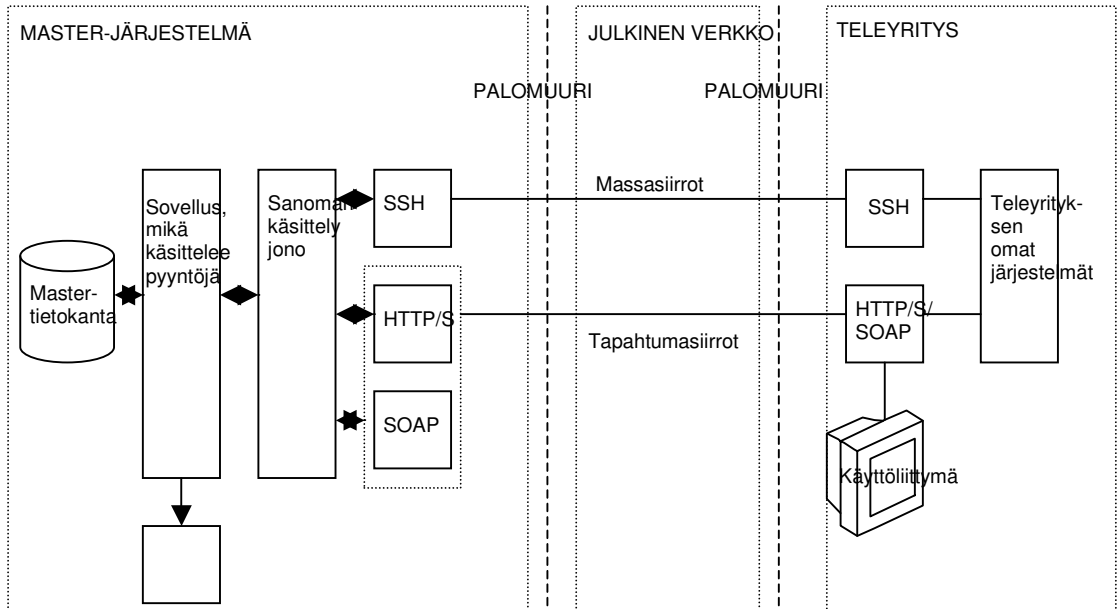 MASTER-JÄRJESTELMÄ
JULKINEN VERKKO
TELEYRITYS
PALOMUURI
PALOMUURI
Massasiirrot
Sovellus,
mikä
käsittelee
pyyntöjä
Sanoman
käsittely
jono
SSH
SSH
Teleyrityk-
sen
omat
järjestelmät
Master-
tietokanta
HTTP/S
HTTP/S/
SOAP
Tapahtumasiirrot
SOAP
Käyttöliittymä